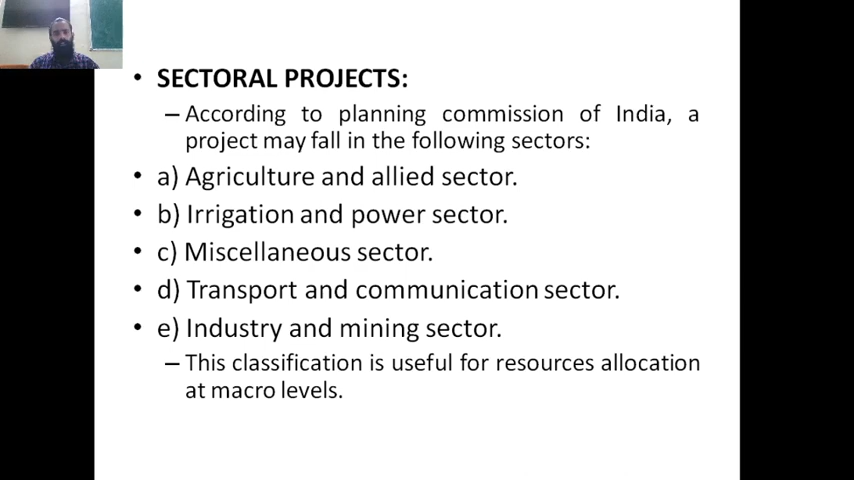 • SECTORAL PROJECTS:
– According to planning commission of India, a
project may fall in the following sectors:
• a) Agriculture and allied sector.
• b) Irrigation and power sector.
• c) Miscellaneous sector.
• d) Transport and communication sector.
• e) Industry and mining sector.
– This classification is useful for resources allocation
at macro levels.